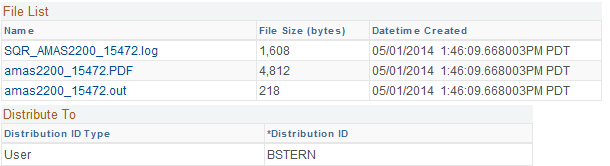 File List
Name File Size (bytes) Datetime Created
SQR_AMAS2200_15472.log 1,608 05/01/2014 1:46:09.668003PM PDT
amas2200_15472.PDF 4,812 05/01/2014 1:46:09.668003PM PDT
amas2200_15472.out 218 05/01/2014 1:46:09.668003PM PDT
Distribute To
Distribution ID Type *Distribution ID
User BSTERN